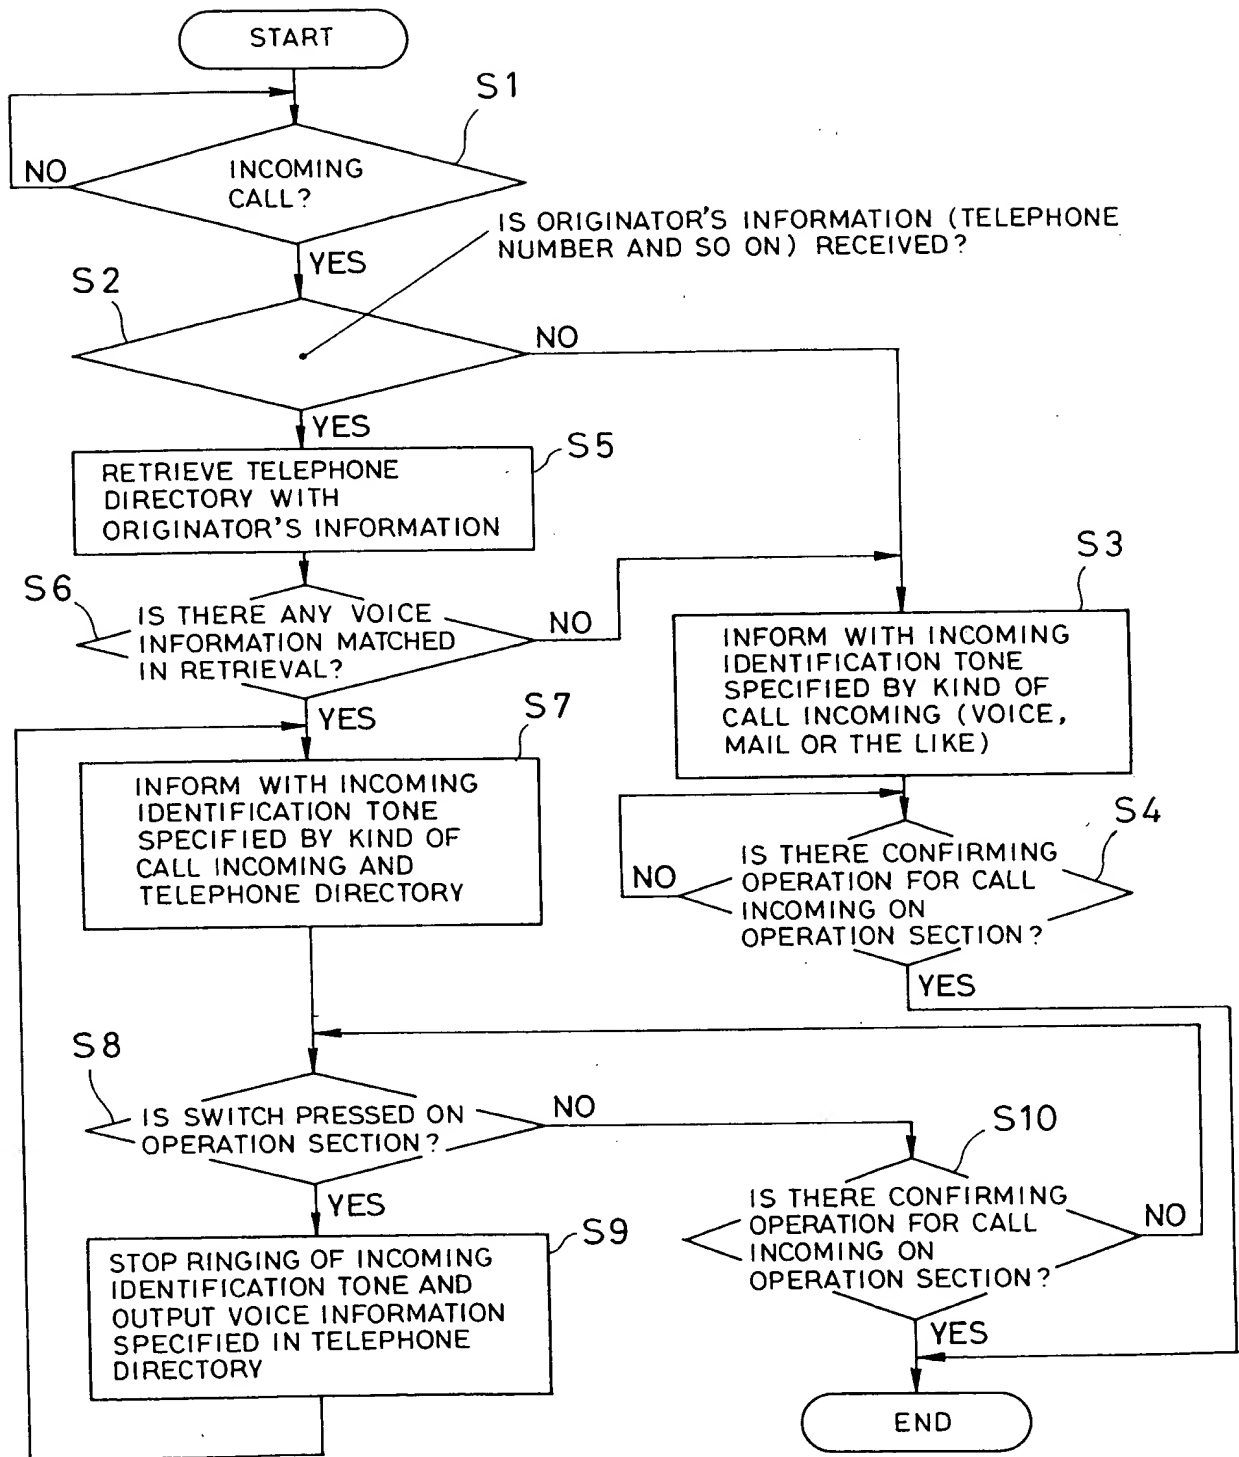 START
S1
NO
INCOMING
CALL?
IS ORIGINATOR'S INFORMATION (TELEPHONE
NUMBER AND SO ON) RECEIVED?
YES
S2
NO
YES
S5
RETRIEVE TELEPHONE
DIRECTORY WITH
ORIGINATOR'S INFORMATION
S3
S6
IS THERE ANY VOICE
INFORMATION MATCHED
IN RETRIEVAL?
NO
INFORM WITH INCOMING
IDENTIFICATION TONE
SPECIFIED BY KIND OF
CALL INCOMING (VOICE,
MAIL OR THE LIKE)
YES
S7
INFORM WITH INCOMING
IDENTIFICATION TONE
SPECIFIED BY KIND OF
CALL INCOMING AND
TELEPHONE DIRECTORY
S4
NO
IS THERE CONFIRMING
OPERATION FOR CALL
INCOMING ON
OPERATION SECTION?
YES
S8
IS SWITCH PRESSED ON
OPERATION SECTION?
NO
S10
YES
IS THERE CONFIRMING
OPERATION FOR CALL
INCOMING ON
OPERATION SECTION?
NO
S9
STOP RINGING OF INCOMING
IDENTIFICATION TONE AND
OUTPUT VOICE INFORMATION
SPECIFIED IN TELEPHONE
DIRECTORY
YES
END